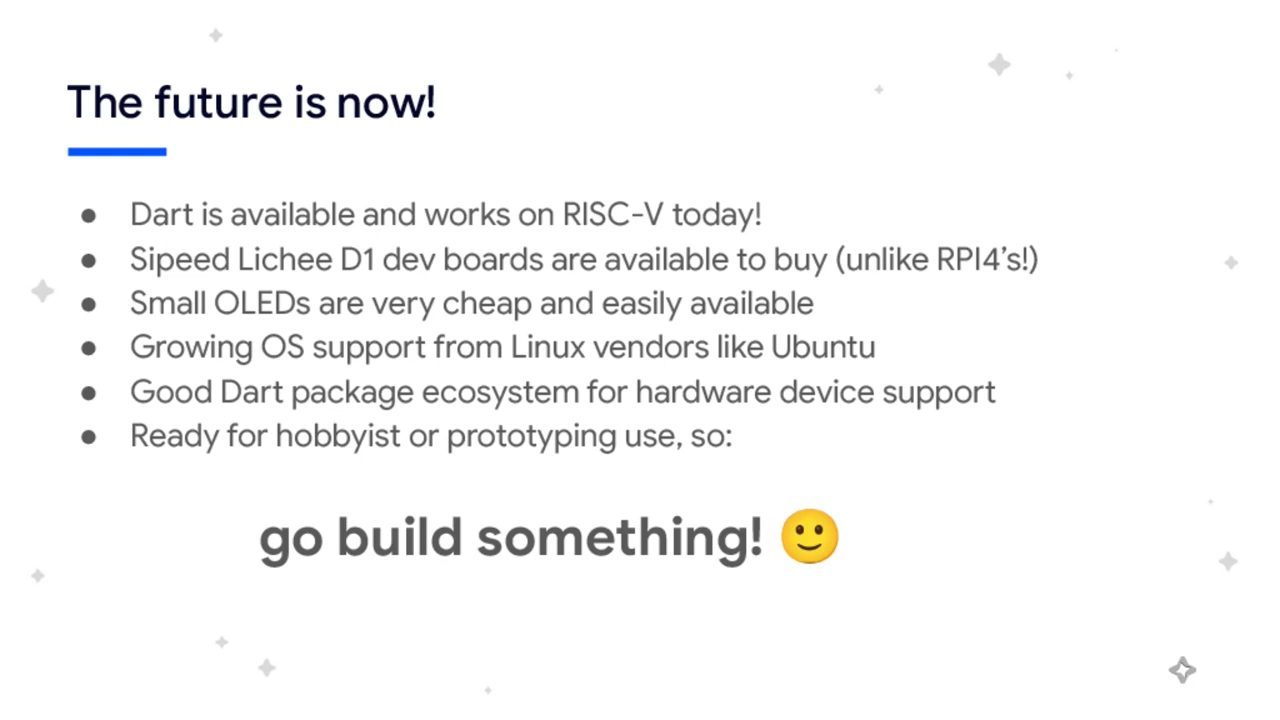 The future is now!
● Dart is available and works on RISC-V today!
● Sipeed Lichee D1 dev boards are available to buy (unlike RPI4’s!)
● Small OLEDs are very cheap and easily available
● Growing OS support from Linux vendors like Ubuntu
● Good Dart package ecosystem for hardware device support
● Ready for hobbyist or prototyping use, so:
go build something! 🙂